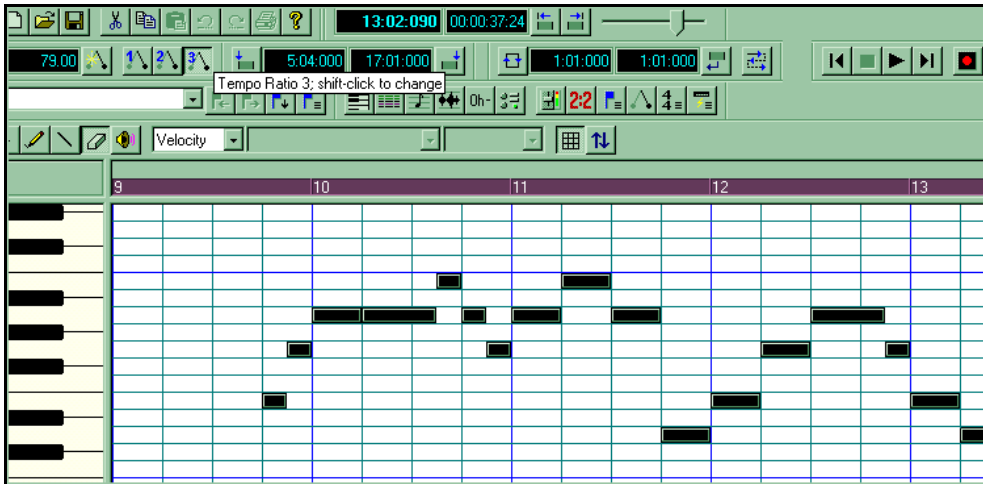 13:02:090 00:00:37:24
79.00 1 2 3 5:04:000 17:01:000 1:01:000 1:01:000
Tempo Ratio 3; shift-click to change
0h- 2:2 4
Velocity
9 10 11 12 13